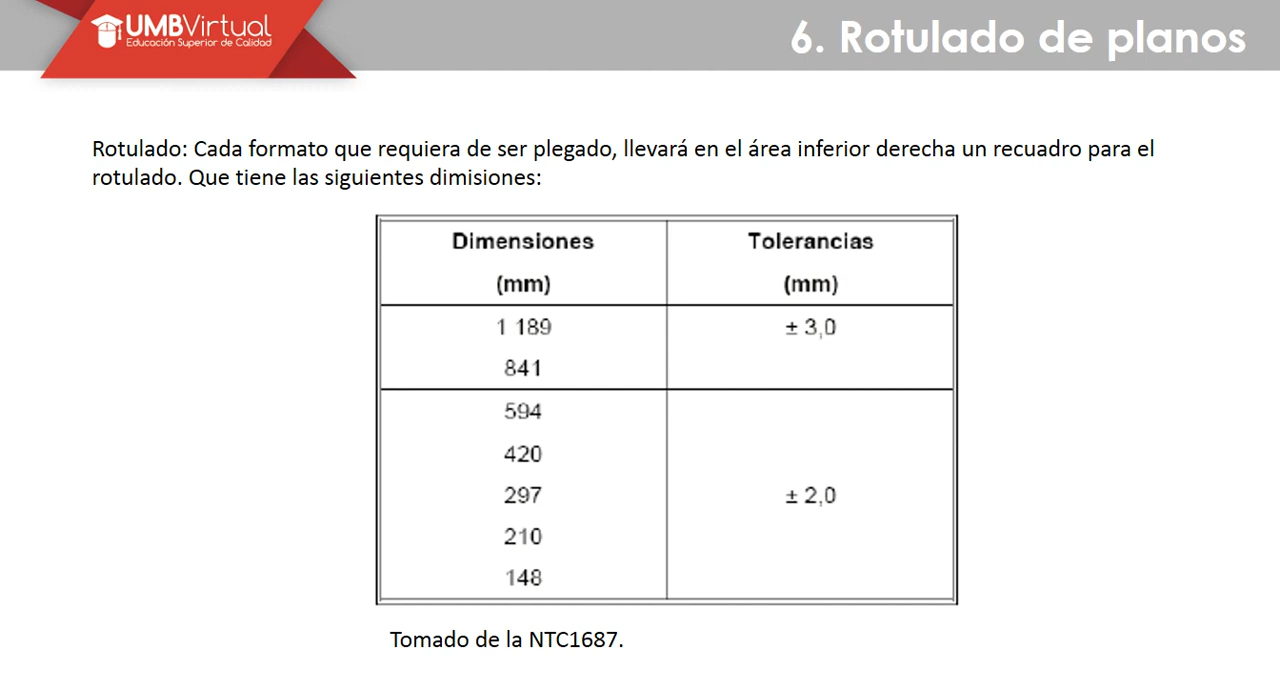 UMBVirtual
Educación Superior de Calidad
6. Rotulado de planos
Rotulado: Cada formato que requiera de ser plegado, llevará en el área inferior derecha un recuadro para el
rotulado. Que tiene las siguientes dimisiones:
Dimensiones Tolerancias
(mm) (mm)
1 189 ± 3,0
841
594
420
297 ± 2,0
210
148
Tomado de la NTC1687.